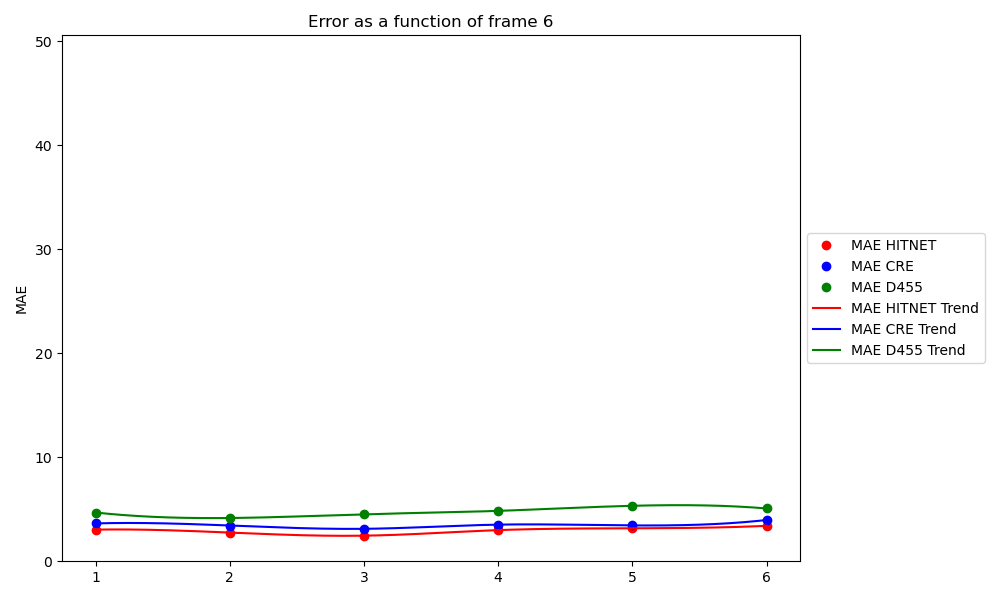 Error as a function of frame 6
MAE
50
40
30
20
10
0
1 2 3 4 5 6
MAE HITNET
MAE CRE
MAE D455
MAE HITNET Trend
MAE CRE Trend
MAE D455 Trend